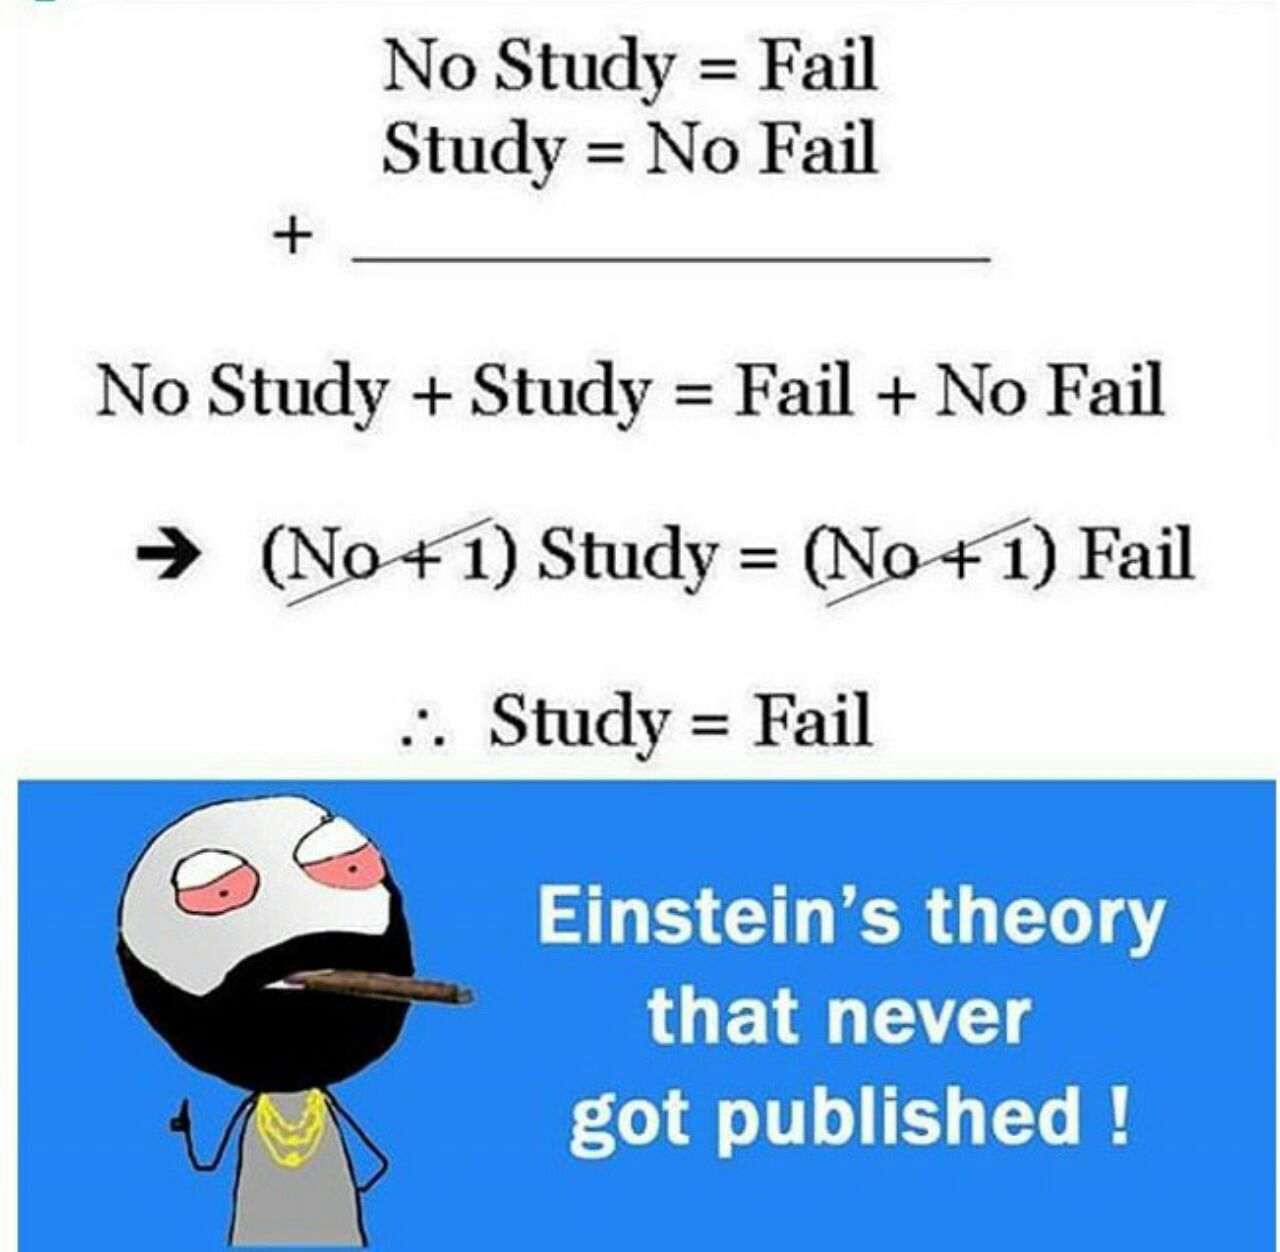 No Study = Fail
Study = No Fail
+
No Study + Study = Fail + No Fail
➔ (No + 1) Study = (No + 1) Fail
∴ Study = Fail
Einstein's theory
that never
got published !